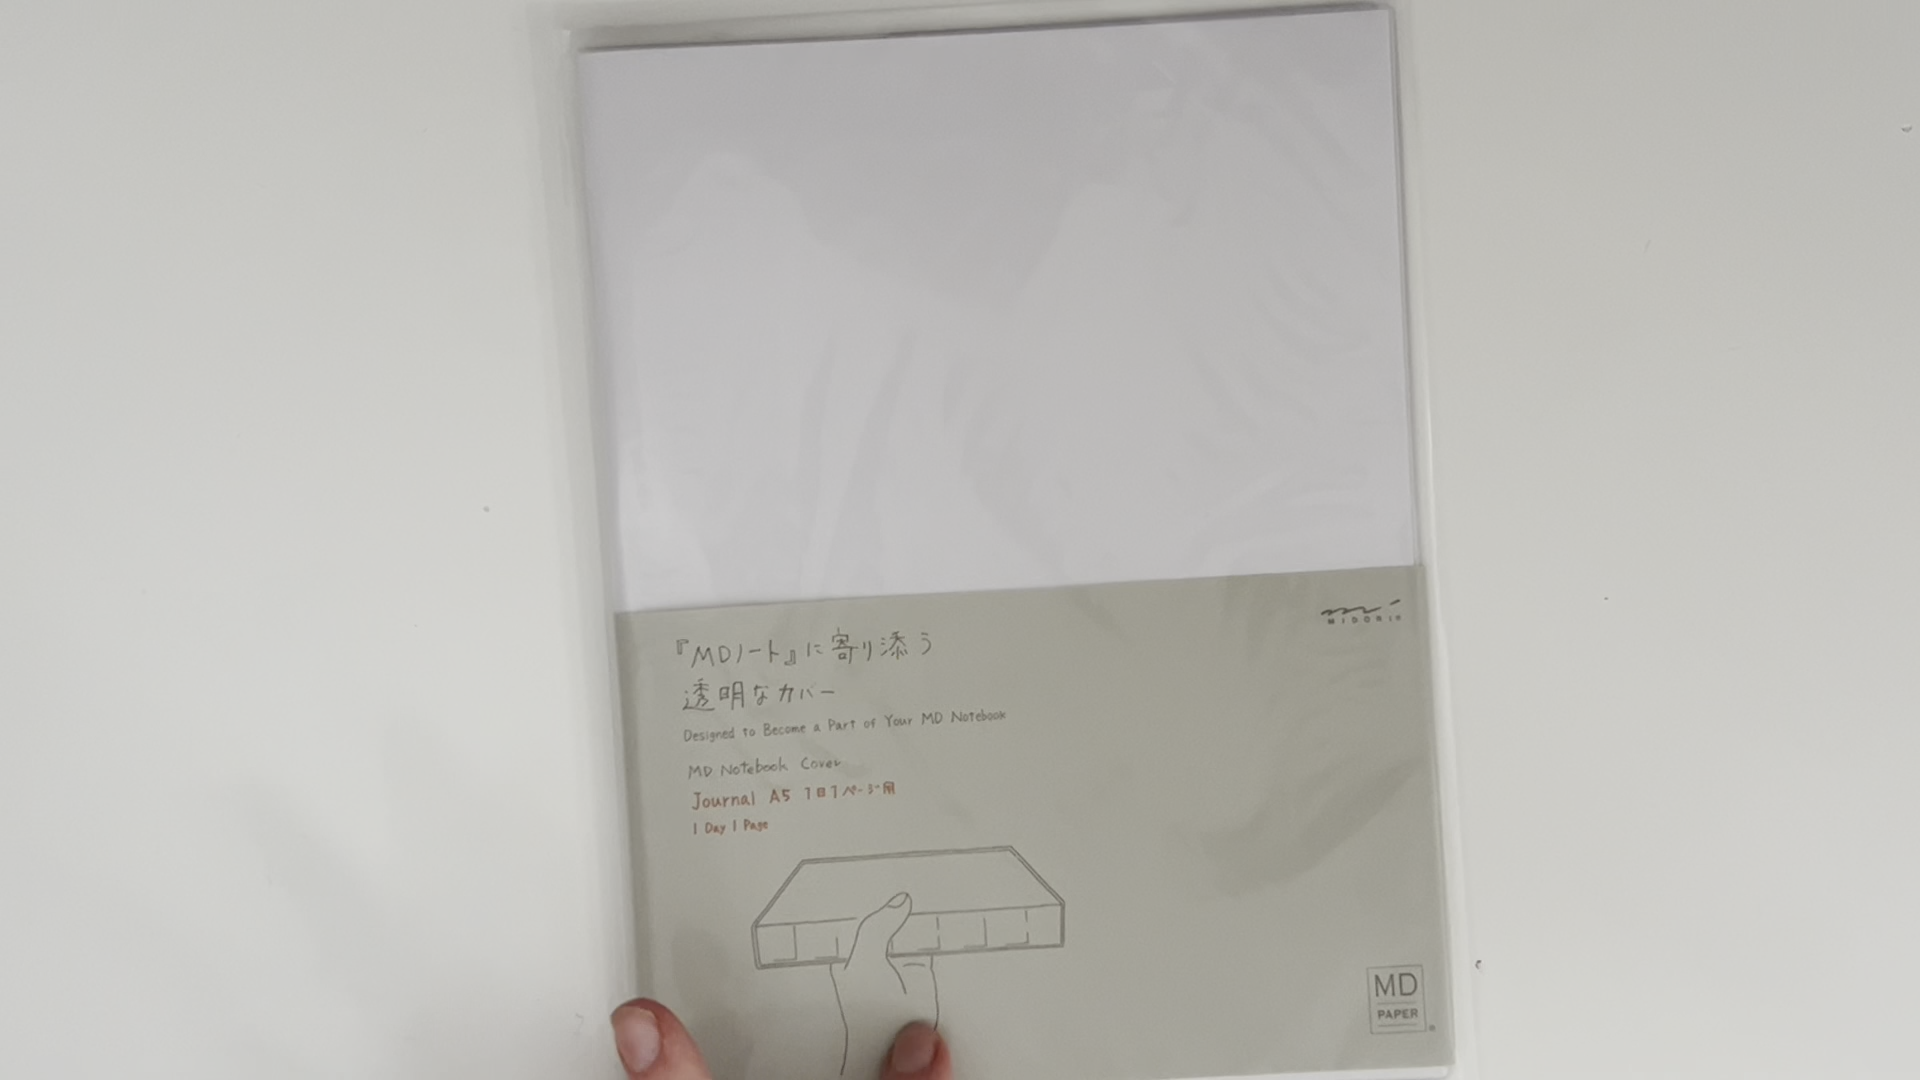 『MDノート』に寄り添う
透明なカバー
Designed to Become a Part of Your MD Notebook
MD Notebook Cover
Journal A5 1日1ページ用
1 Day 1 Page
MIDORI
MD
PAPER